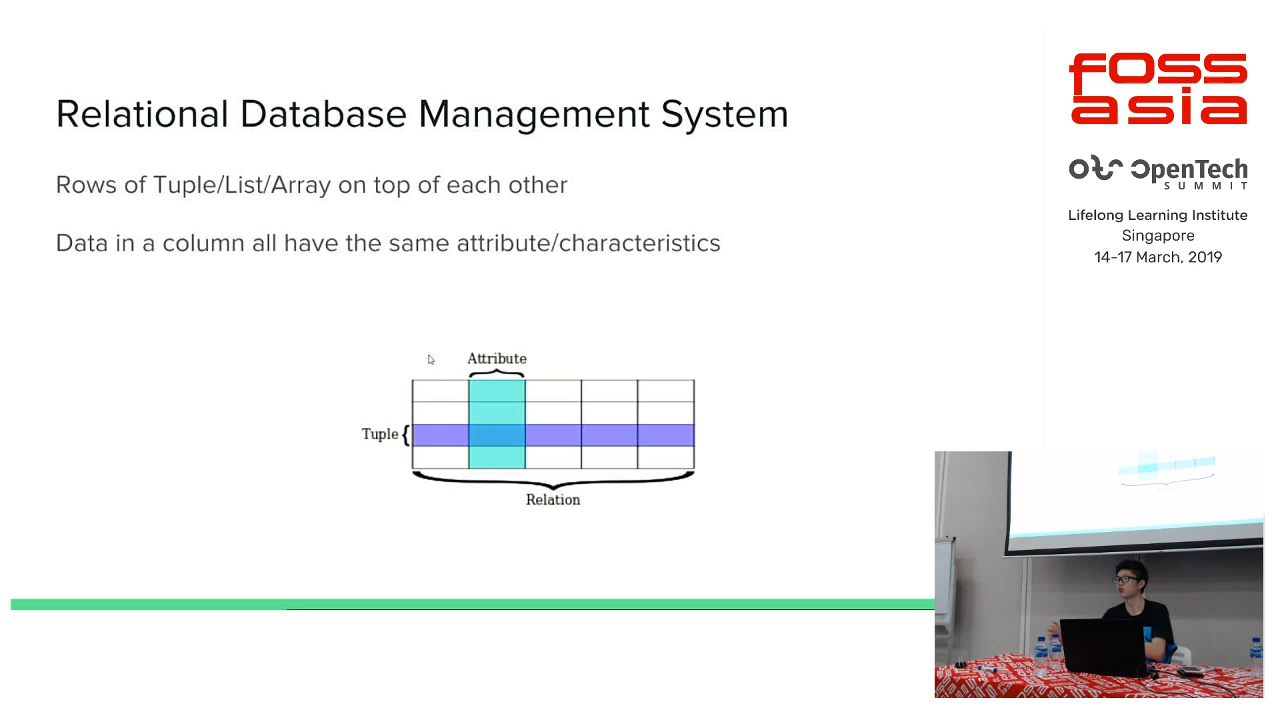 Relational Database Management System
Rows of Tuple/List/Array on top of each other
Data in a column all have the same attribute/characteristics
Attribute
Tuple
Relation
FOSS
asia
OpenTech
SUMMIT
Lifelong Learning Institute
Singapore
14-17 March, 2019